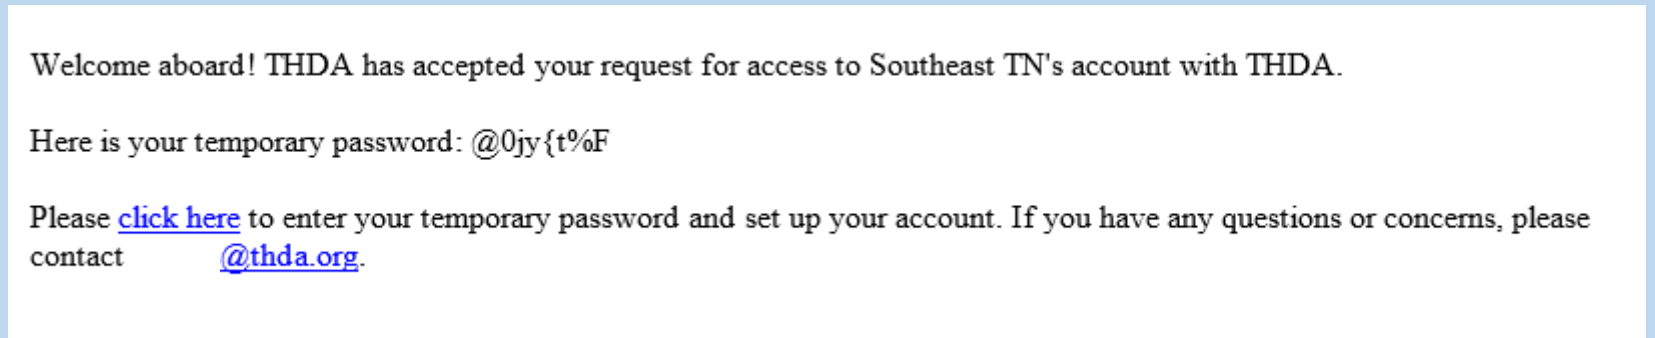 Welcome aboard! THDA has accepted your request for access to Southeast TN's account with THDA.
Here is your temporary password: @0jy{t%F
Please click here to enter your temporary password and set up your account. If you have any questions or concerns, please
contact @thda.org.